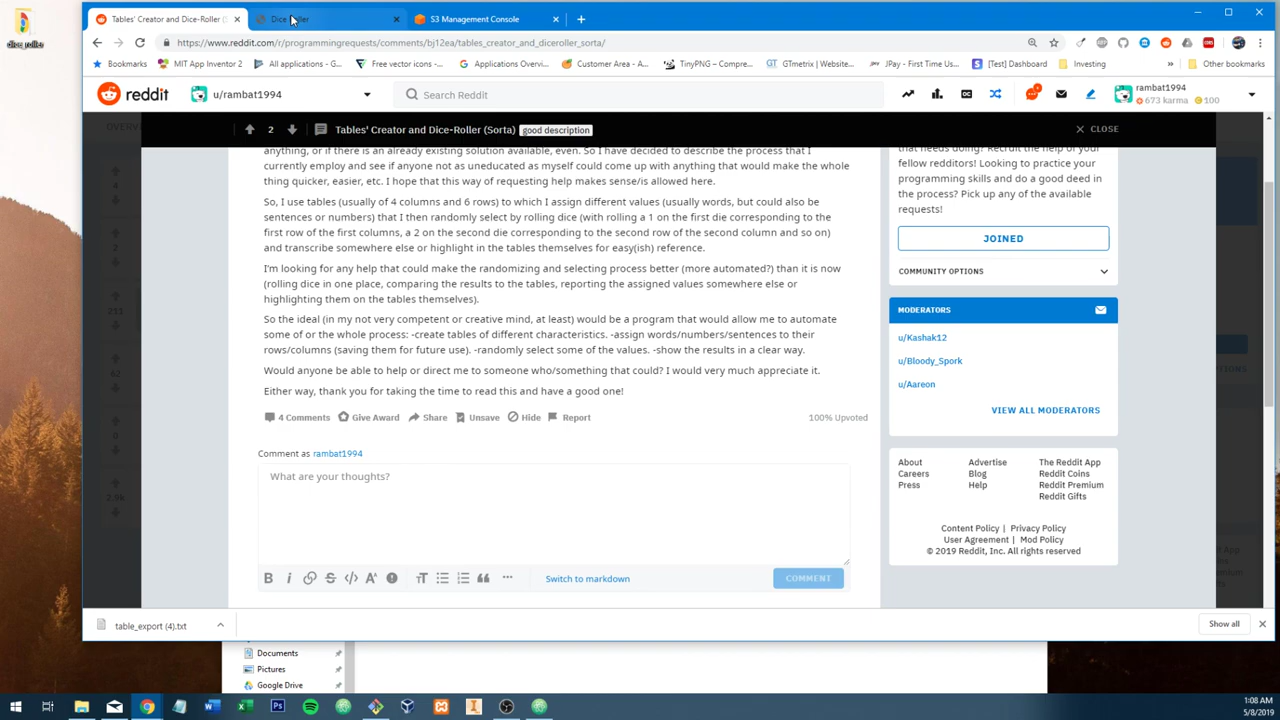 Tables' Creator and Dice-Roller (
Dice Roller
S3 Management Console
https://www.reddit.com/r/programmingrequests/comments/bj12ea/tables_creator_and_diceroller_sorta/
Bookmarks
MIT App Inventor 2
All applications - G...
Free vector icons -...
Applications Overvi...
Customer Area - A...
TinyPNG – Compre...
GTmetrix | Website...
JPay - First Time Us...
[Test] Dashboard
Investing
Other bookmarks
dice_roller
reddit
u/rambat1994
Search Reddit
rambat1994
673 karma
100
2
Tables' Creator and Dice-Roller (Sorta)
good description
CLOSE
anything, or if there is an already existing solution available, even. So I have decided to describe the process that I
currently employ and see if anyone not as uneducated as myself could come up with anything that would make the whole
thing quicker, easier, etc. I hope that this way of requesting help makes sense/is allowed here.
So, I use tables (usually of 4 columns and 6 rows) to which I assign different values (usually words, but could also be
sentences or numbers) that I then randomly select by rolling dice (with rolling a 1 on the first die corresponding to the
first row of the first columns, a 2 on the second die corresponding to the second row of the second column and so on)
and transcribe somewhere else or highlight in the tables themselves for easy(ish) reference.
I'm looking for any help that could make the randomizing and selecting process better (more automated?) than it is now
(rolling dice in one place, comparing the results to the tables, reporting the assigned values somewhere else or
highlighting them on the tables themselves).
So the ideal (in my not very competent or creative mind, at least) would be a program that would allow me to automate
some of or the whole process: -create tables of different characteristics. -assign words/numbers/sentences to their
rows/columns (saving them for future use). -randomly select some of the values. -show the results in a clear way.
Would anyone be able to help or direct me to someone who/something that could? I would very much appreciate it.
Either way, thank you for taking the time to read this and have a good one!
4 Comments
Give Award
Share
Unsave
Hide
Report
100% Upvoted
Comment as rambat1994
What are your thoughts?
Switch to markdown
COMMENT
that needs doing? Recruit the help of your
fellow redditors! Looking to practice your
programming skills and do a good deed in
the process? Pick up any of the available
requests!
JOINED
COMMUNITY OPTIONS
MODERATORS
u/Kashak12
u/Bloody_Spork
u/Aareon
VIEW ALL MODERATORS
About
Careers
Press
Advertise
Blog
Help
The Reddit App
Reddit Coins
Reddit Premium
Reddit Gifts
Content Policy | Privacy Policy
User Agreement | Mod Policy
© 2019 Reddit, Inc. All rights reserved
table_export (4).txt
Show all
Documents
Pictures
Google Drive
1:08 AM
5/8/2019